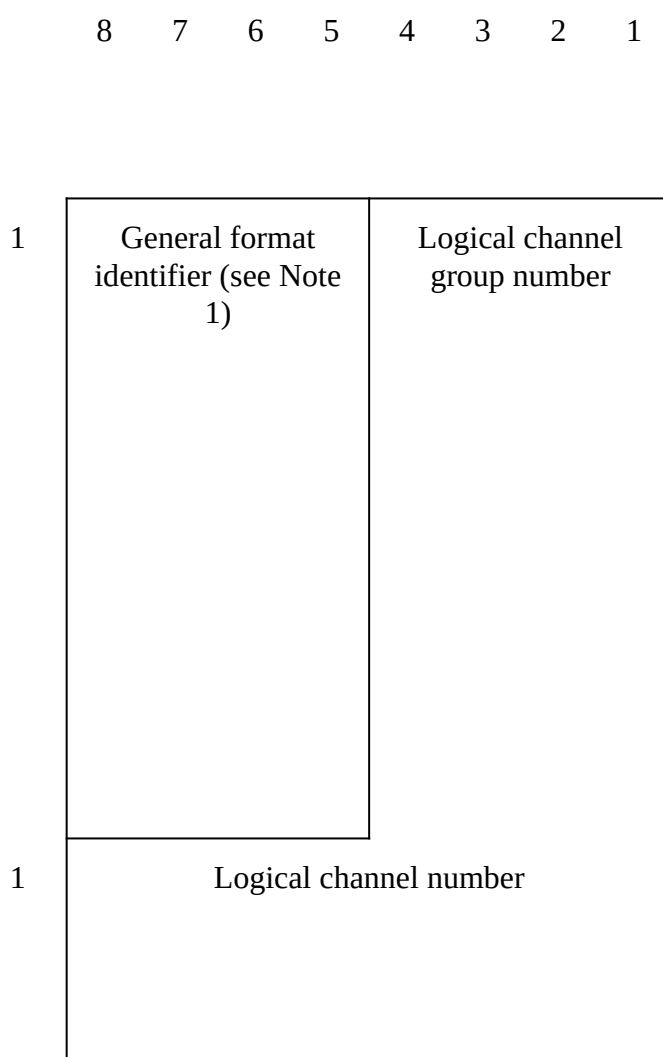 8 7 6 5 4 3 2 1
1 General format Logical channel
identifier (see Note group number
1)
1 Logical channel number